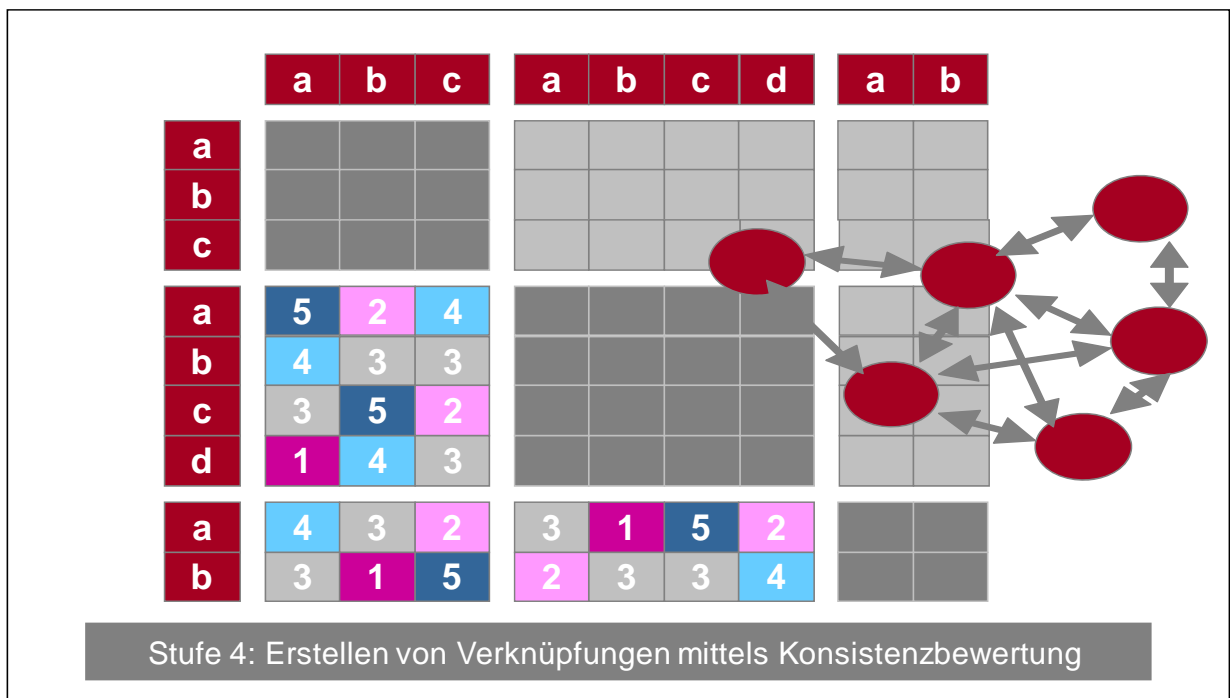 a b c a b c d a b
a
b
c
a 5 2 4
b 4 3 3
c 3 5 2
d 1 4 3
a 4 3 2 3 1 5 2
b 3 1 5 2 3 3 4
Stufe 4: Erstellen von Verknüpfungen mittels Konsistenzbewertung